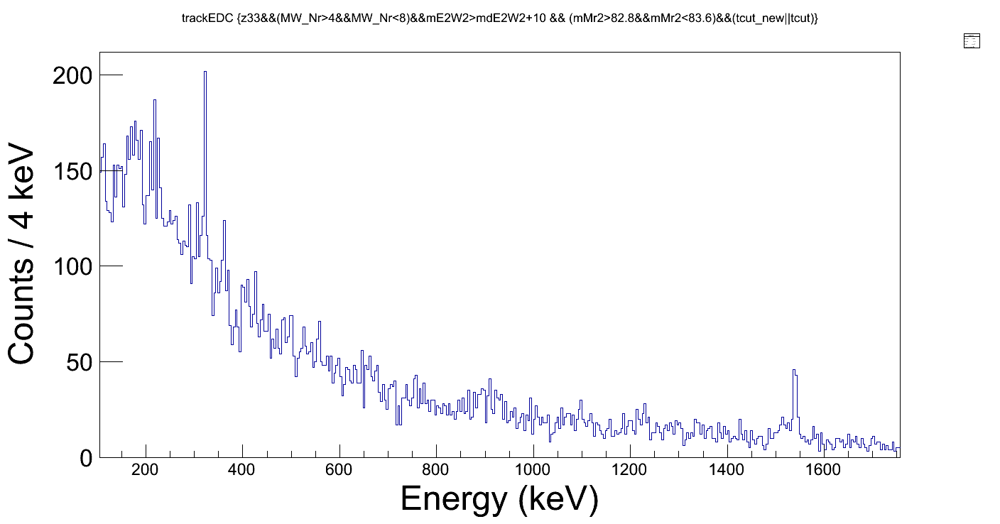 trackEDC {z33&&(MW_Nr>4&&MW_Nr<8)&&mE2W2>mdE2W2+10 && (mMr2>82.8&&mMr2<83.6)&&(tcut_new||tcut)}
200
150
100
50
0
200 400 600 800 1000 1200 1400 1600
Counts / 4 keV
Energy (keV)